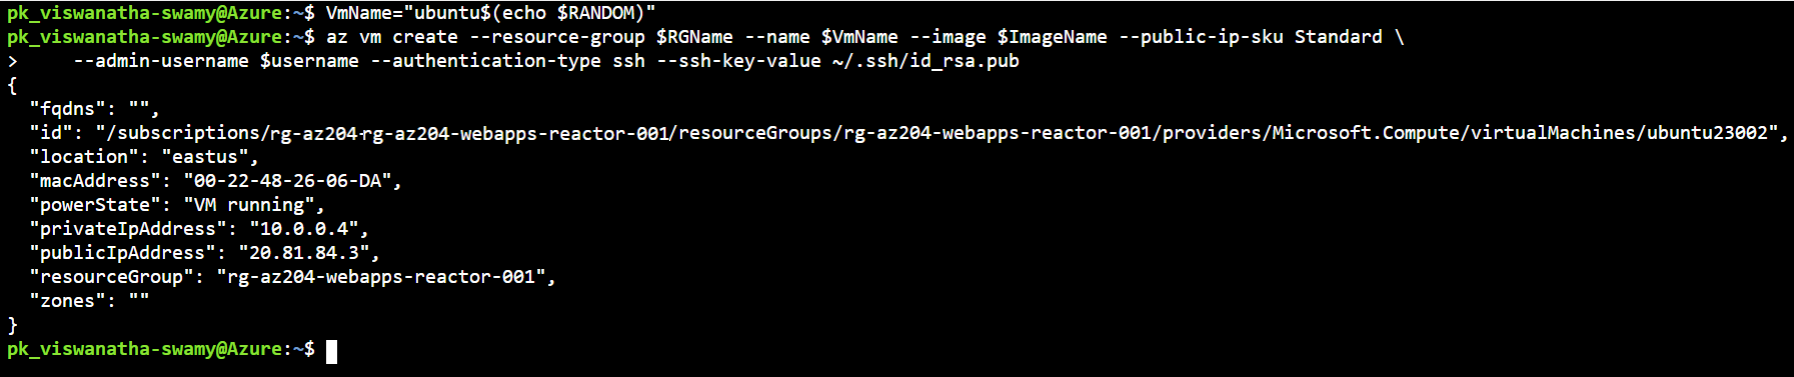 pk_viswanatha-swamy@Azure:~$ VmName="ubuntu$(echo $RANDOM)"
pk_viswanatha-swamy@Azure:~$ az vm create --resource-group $RGName --name $VmName --image $ImageName --public-ip-sku Standard \
>     --admin-username $username --authentication-type ssh --ssh-key-value ~/.ssh/id_rsa.pub
{
  "fqdns": "",
  "id": "/subscriptions/rg-az204-rg-az204-webapps-reactor-001/resourceGroups/rg-az204-webapps-reactor-001/providers/Microsoft.Compute/virtualMachines/ubuntu23002",
  "location": "eastus",
  "macAddress": "00-22-48-26-06-DA",
  "powerState": "VM running",
  "privateIpAddress": "10.0.0.4",
  "publicIpAddress": "20.81.84.3",
  "resourceGroup": "rg-az204-webapps-reactor-001",
  "zones": ""
}
pk_viswanatha-swamy@Azure:~$